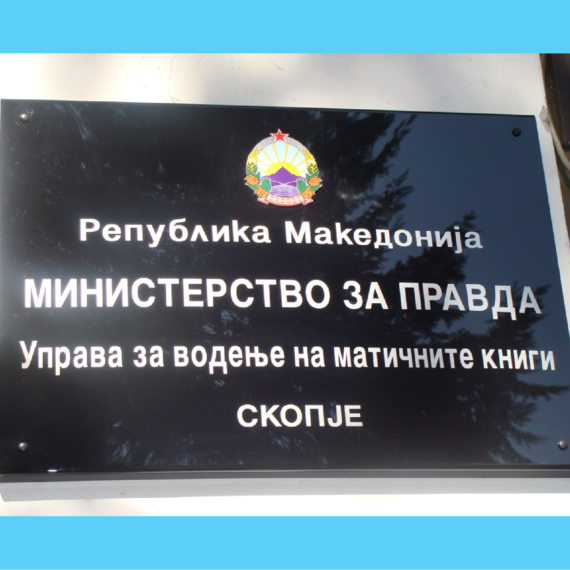 Република Македонија
МИНИСТЕРСТВО ЗА ПРАВДА
Управа за водење на матичните книги
СКОПЈЕ